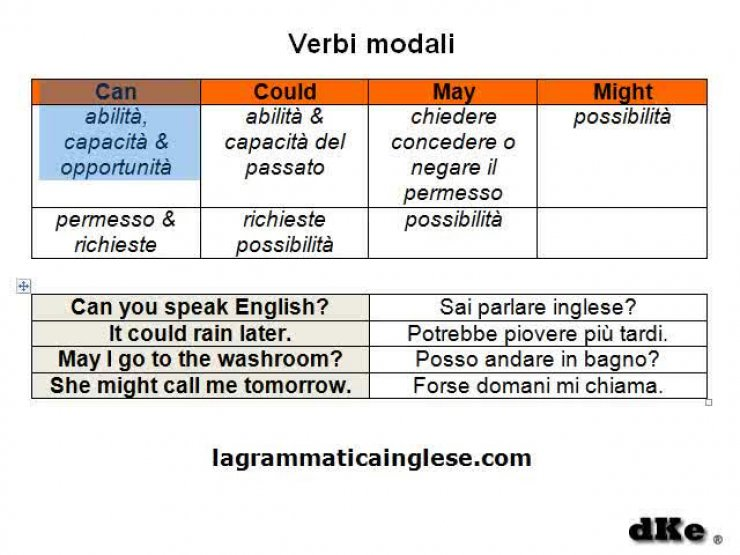 Verbi modali
Can Could May Might
abilità, abilità & chiedere possibilità
capacità & capacità del concedere o
opportunità passato negare il
permesso
permesso & richieste possibilità
richieste possibilità
Can you speak English? Sai parlare inglese?
It could rain later. Potrebbe piovere più tardi.
May I go to the washroom? Posso andare in bagno?
She might call me tomorrow. Forse domani mi chiama.
lagrammaticainglese.com
dKe ®